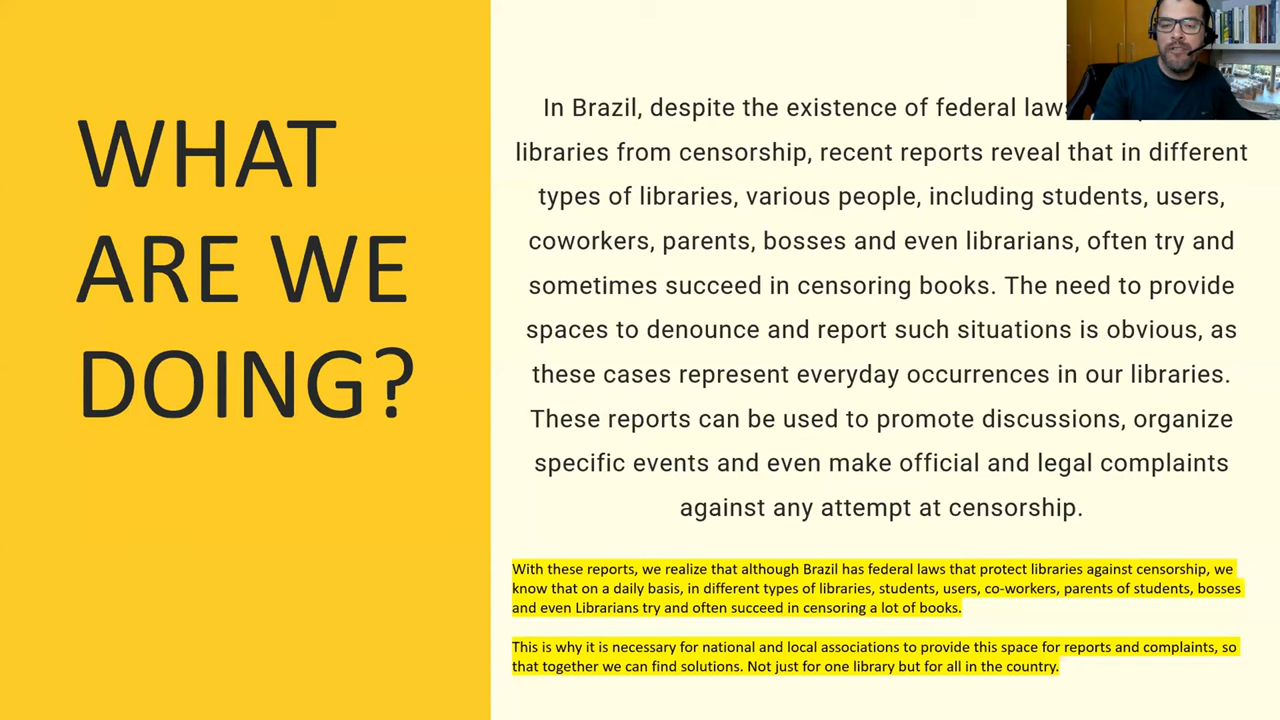 WHAT
ARE WE
DOING?
In Brazil, despite the existence of federal laws
libraries from censorship, recent reports reveal that in different
types of libraries, various people, including students, users,
coworkers, parents, bosses and even librarians, often try and
sometimes succeed in censoring books. The need to provide
spaces to denounce and report such situations is obvious, as
these cases represent everyday occurrences in our libraries.
These reports can be used to promote discussions, organize
specific events and even make official and legal complaints
against any attempt at censorship.
With these reports, we realize that although Brazil has federal laws that protect libraries against censorship, we
know that on a daily basis, in different types of libraries, students, users, co-workers, parents of students, bosses
and even Librarians try and often succeed in censoring a lot of books.
This is why it is necessary for national and local associations to provide this space for reports and complaints, so
that together we can find solutions. Not just for one library but for all in the country.